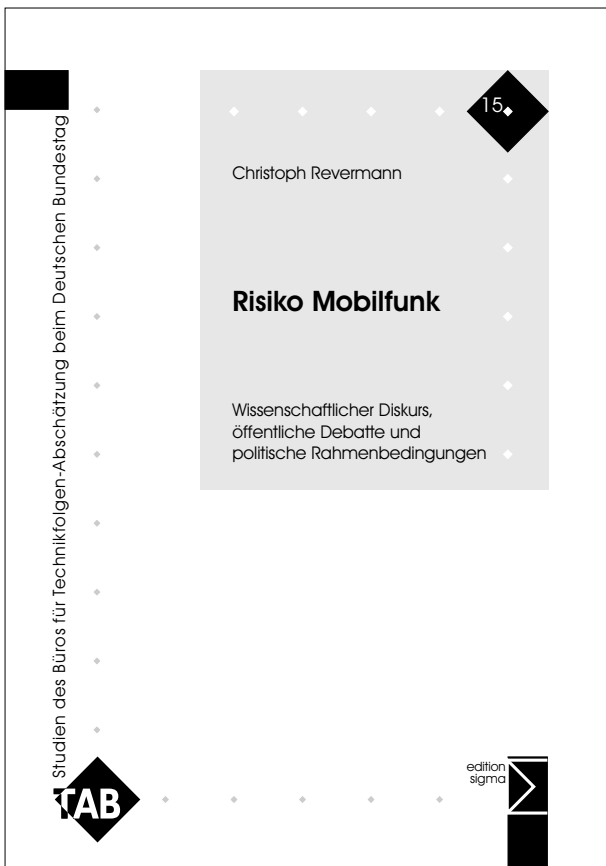 15
Christoph Revermann
Risiko Mobilfunk
Wissenschaftlicher Diskurs,
öffentliche Debatte und
politische Rahmenbedingungen
Studien des Büros für Technikfolgen-Abschätzung beim Deutschen Bundestag
TAB
edition
sigma